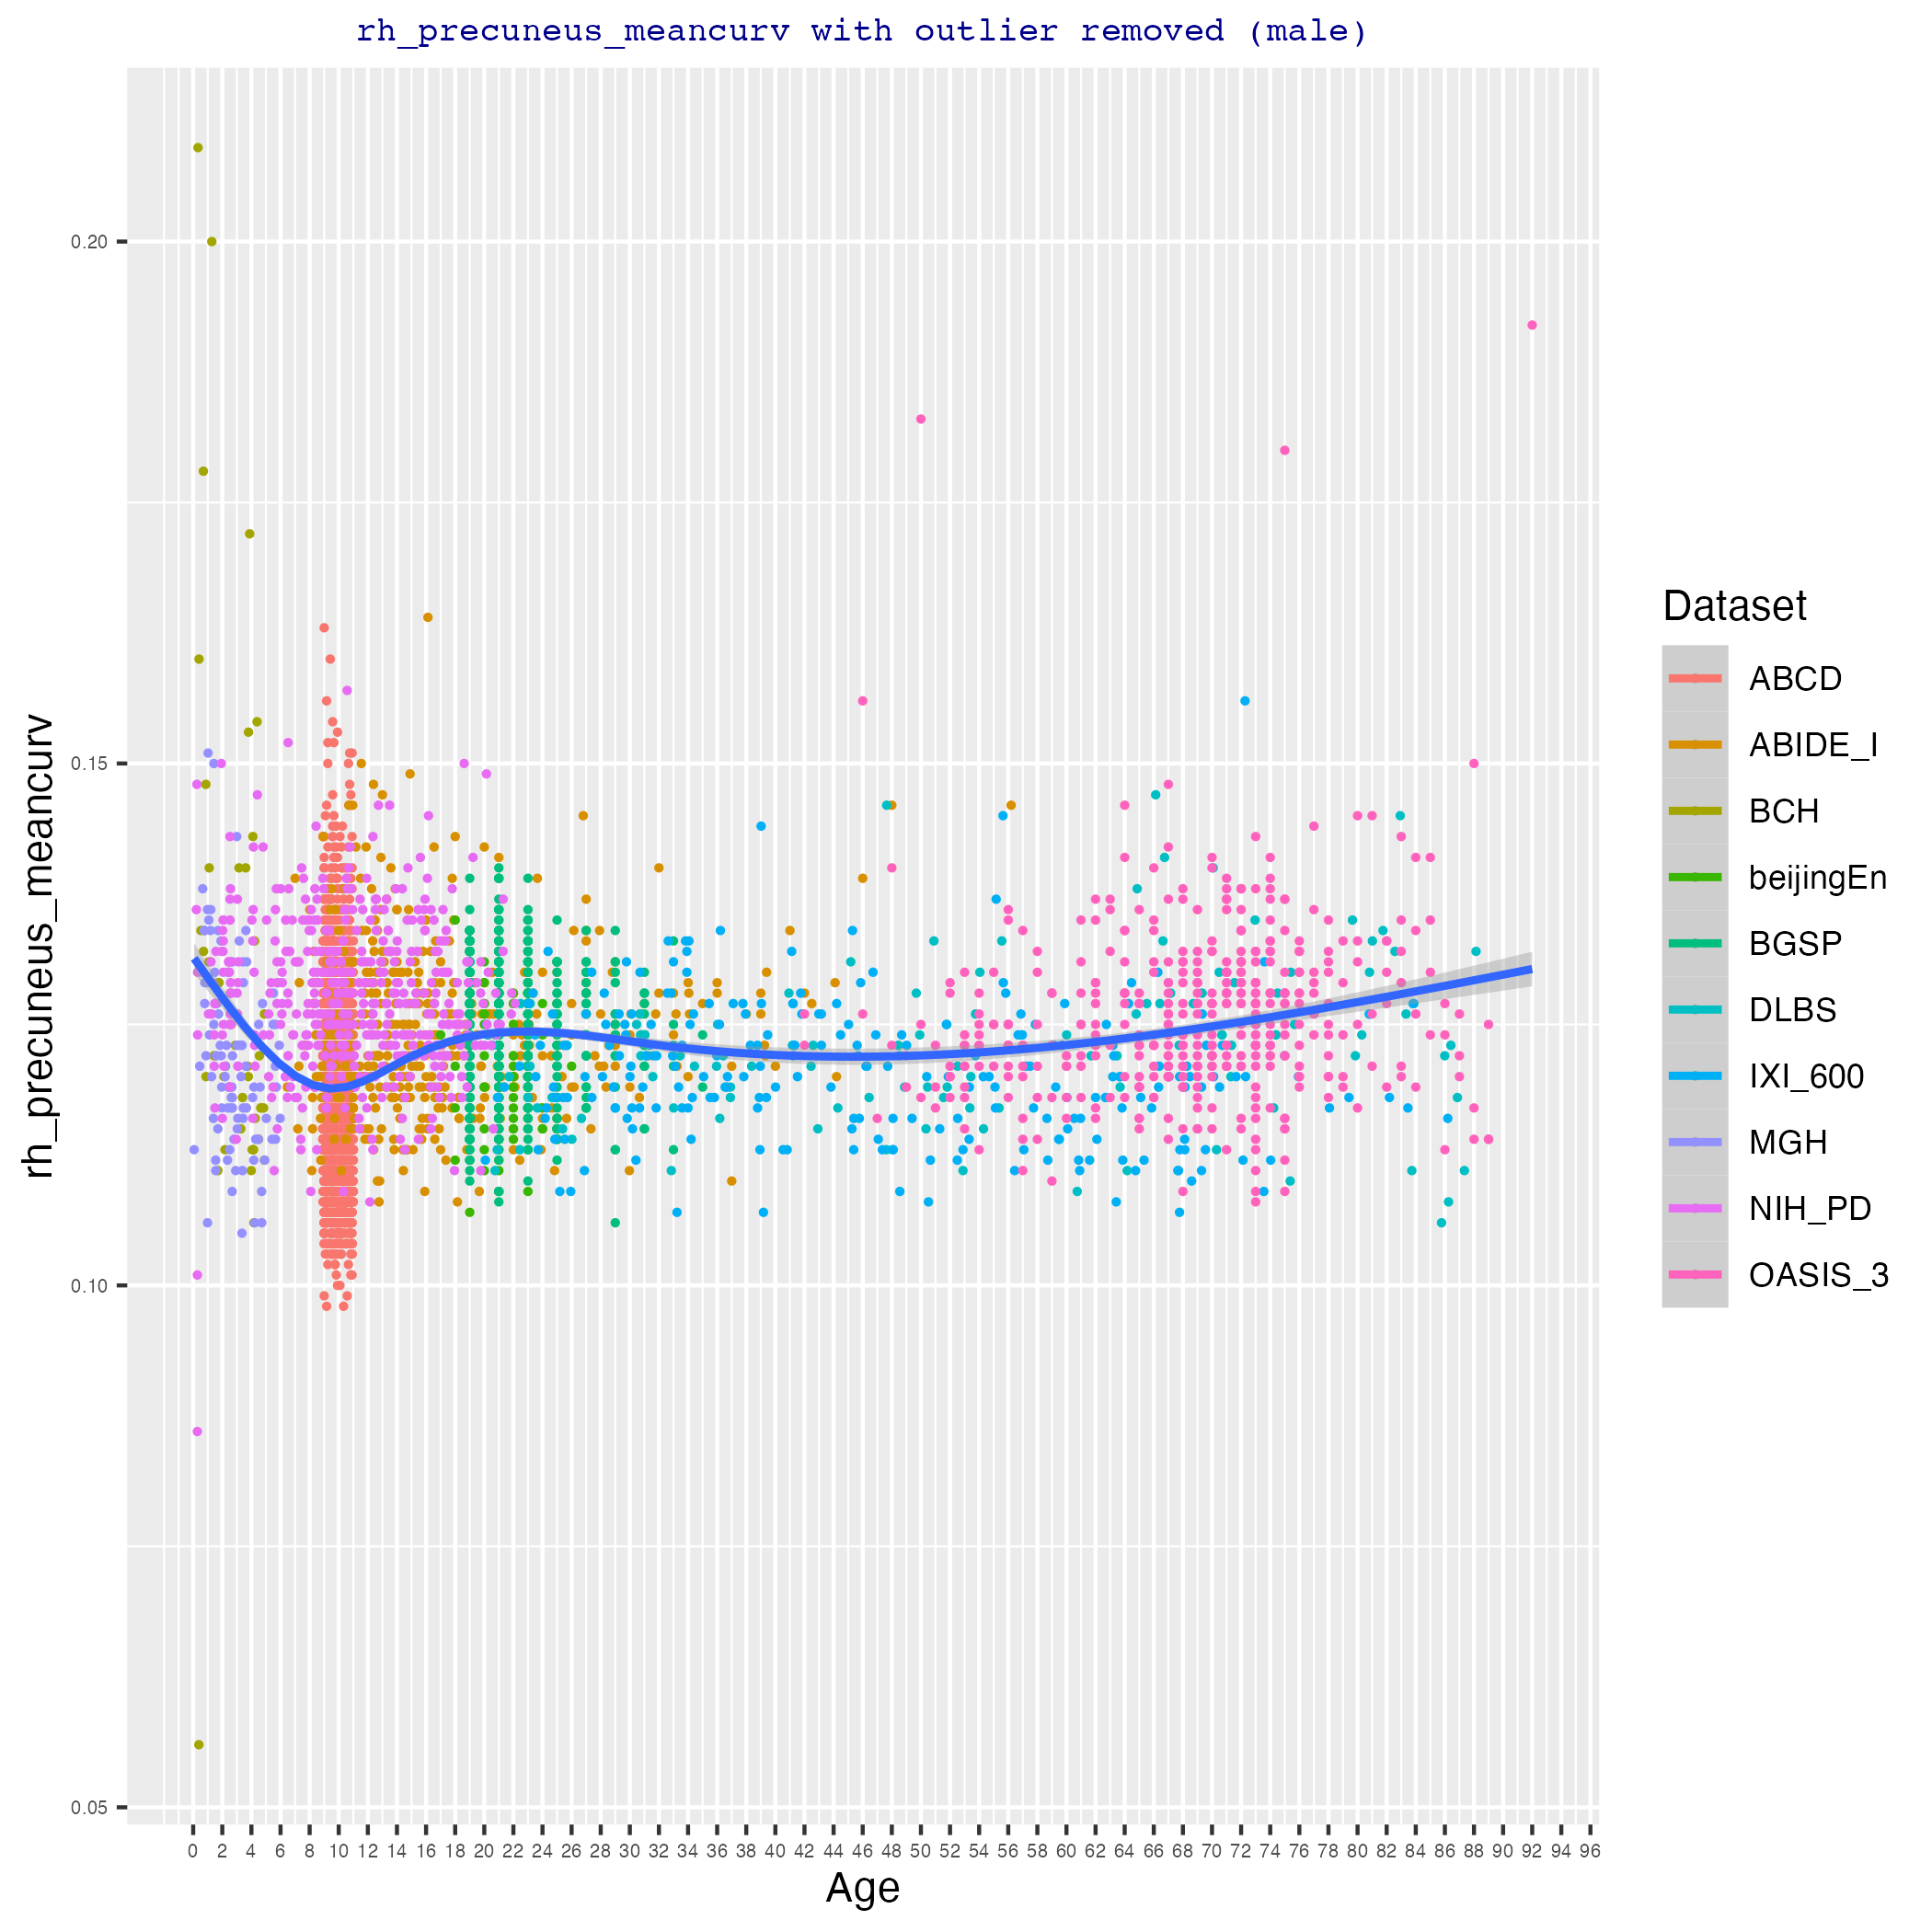 rh_precuneus_meancurv with outlier removed (male)
rh_precuneus_meancurv
0.20
0.15
0.10
0.05
0 2 4 6 8 10 12 14 16 18 20 22 24 26 28 30 32 34 36 38 40 42 44 46 48 50 52 54 56 58 60 62 64 66 68 70 72 74 76 78 80 82 84 86 88 90 92 94 96
Age
Dataset
ABCD
ABIDE_I
BCH
beijingEn
BGSP
DLBS
IXI_600
MGH
NIH_PD
OASIS_3